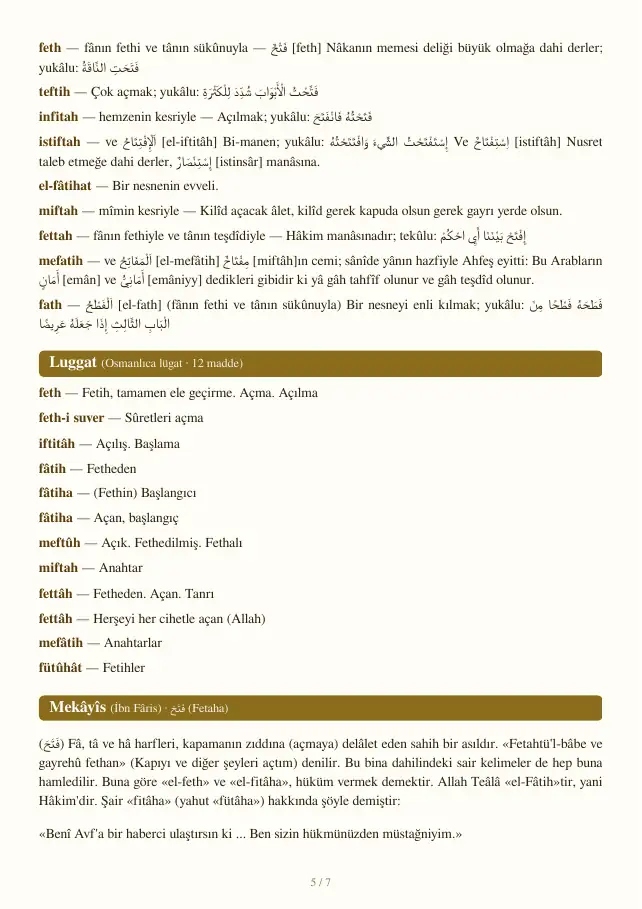 feth — fânın fethi ve tânın sükûnuyla — فَتْحٌ [feth] Nâkanın memesi deliği büyük olmağa dahi derler;
yukâlu: فَتَحَتِ النَّاقَةُ
teftih — Çok açmak; yukâlu: فَتَّحْتُ الْأَبْوَابَ شُدِّدَ لِلْكَثْرَةِ
infitah — hemzenin kesriyle — Açılmak; yukâlu: فَتَحْتُهُ فَانْفَتَحَ
istiftah — ve اَلْاِفْتِتَاحُ [el-iftitâh] Bi-manen; yukâlu: اِسْتَفْتَحْتُ الشَّيءَ وَافْتَتَحْتُهُ Ve اِسْتِفْتَاحٌ [istiftâh] Nusret
taleb etmeğe dahi derler, اِسْتِنْصَارٌ [istinsâr] manâsına.
el-fâtihat — Bir nesnenin evveli.
miftah — mîmin kesriyle — Kilîd açacak âlet, kilîd gerek kapuda olsun gerek gayrı yerde olsun.
fettah — fânın fethiyle ve tânın teşdîdiyle — Hâkim manâsınadır; tekûlu: اِفْتَحْ بَيْنَنَا أَيِ احْكُمْ
mefatih — ve اَلْمَفَاتِحُ [el-mefâtih] مِفْتَاحٌ [miftâh]ın cemi; sânîde yânın hazfiyle Ahfeş eyitti: Bu Arabların
أَمَانٍ [emân] ve أَمَانِيُّ [emâniyy] dedikleri gibidir ki yâ gâh tahfîf olunur ve gâh teşdîd olunur.
fath — اَلْفَطْحُ [el-fath] (fânın fethi ve tânın sükûnuyla) Bir nesneyi enli kılmak; yukâlu: فَطَحَهُ فَطْحًا مِنَ
الْبَابِ الثَّالِثِ إِذَا جَعَلَهُ عَرِيضًا
Luggat (Osmanlıca lügat · 12 madde)
feth — Fetih, tamamen ele geçirme. Açma. Açılma
feth-i suver — Sûretleri açma
iftitâh — Açılış. Başlama
fâtih — Fetheden
fâtiha — (Fethin) Başlangıcı
fâtiha — Açan, başlangıç
meftûh — Açık. Fethedilmiş. Fethalı
miftah — Anahtar
fettâh — Fetheden. Açan. Tanrı
fettâh — Herşeyi her cihetle açan (Allah)
mefâtih — Anahtarlar
fütûhât — Fetihler
Mekâyîs (İbn Fâris) · فَتَحَ (Fetaha)
(فَتَحَ) Fâ, tâ ve hâ harfleri, kapamanın zıddına (açmaya) delâlet eden sahih bir asıldır. «Fetahtü'l-bâbe ve
gayrehû fethan» (Kapıyı ve diğer şeyleri açtım) denilir. Bu bina dahilindeki sair kelimeler de hep buna
hamledilir. Buna göre «el-feth» ve «el-fitâha», hüküm vermek demektir. Allah Teâlâ «el-Fâtih»tir, yani
Hâkim'dir. Şair «fitâha» (yahut «fütâha») hakkında şöyle demiştir:
«Benî Avf'a bir haberci ulaştırsın ki ... Ben sizin hükmünüzden müstağniyim.»
5 / 7